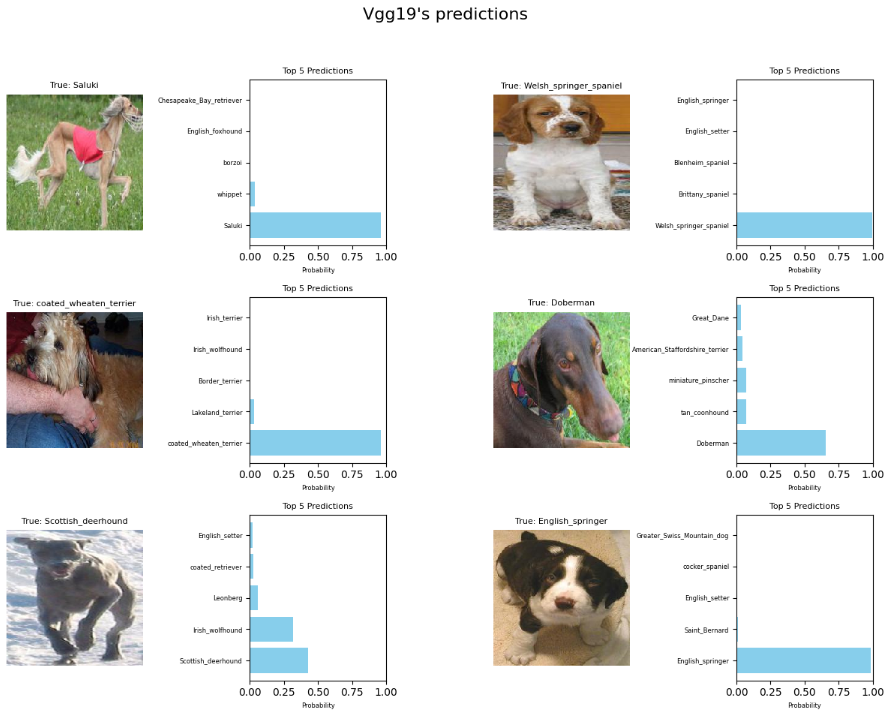 Vgg19's predictions
True: Saluki
Top 5 Predictions
Chesapeake_Bay_retriever
English_foxhound
borzoi
whippet
Saluki
0.00 0.25 0.50 0.75 1.00
Probability
True: Welsh_springer_spaniel
Top 5 Predictions
English_springer
English_setter
Blenheim_spaniel
Brittany_spaniel
Welsh_springer_spaniel
0.00 0.25 0.50 0.75 1.00
Probability
True: coated_wheaten_terrier
Top 5 Predictions
Irish_terrier
Irish_wolfhound
Border_terrier
Lakeland_terrier
coated_wheaten_terrier
0.00 0.25 0.50 0.75 1.00
Probability
True: Doberman
Top 5 Predictions
Great_Dane
American_Staffordshire_terrier
miniature_pinscher
tan_coonhound
Doberman
0.00 0.25 0.50 0.75 1.00
Probability
True: Scottish_deerhound
Top 5 Predictions
English_setter
coated_retriever
Leonberg
Irish_wolfhound
Scottish_deerhound
0.00 0.25 0.50 0.75 1.00
Probability
True: English_springer
Top 5 Predictions
Greater_Swiss_Mountain_dog
cocker_spaniel
English_setter
Saint_Bernard
English_springer
0.00 0.25 0.50 0.75 1.00
Probability